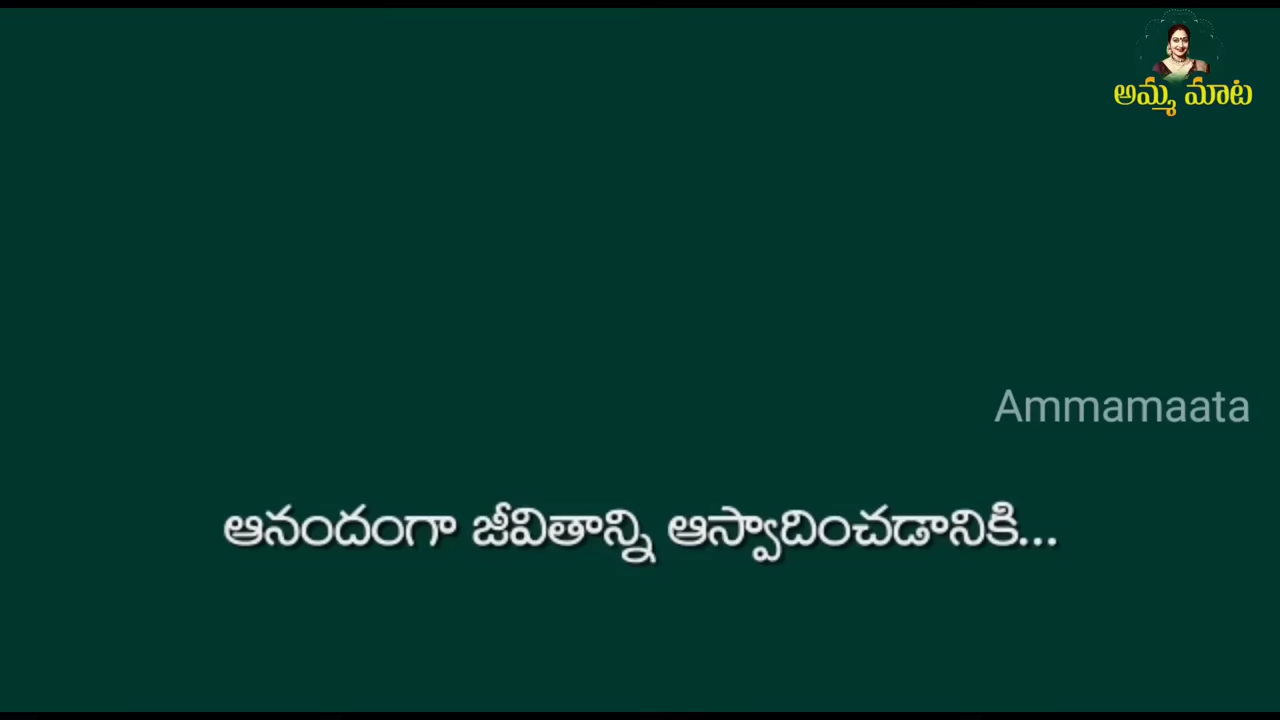 అమ్మ మాట
Ammamaata
ఆనందంగా జీవితాన్ని ఆస్వాదించడానికి...